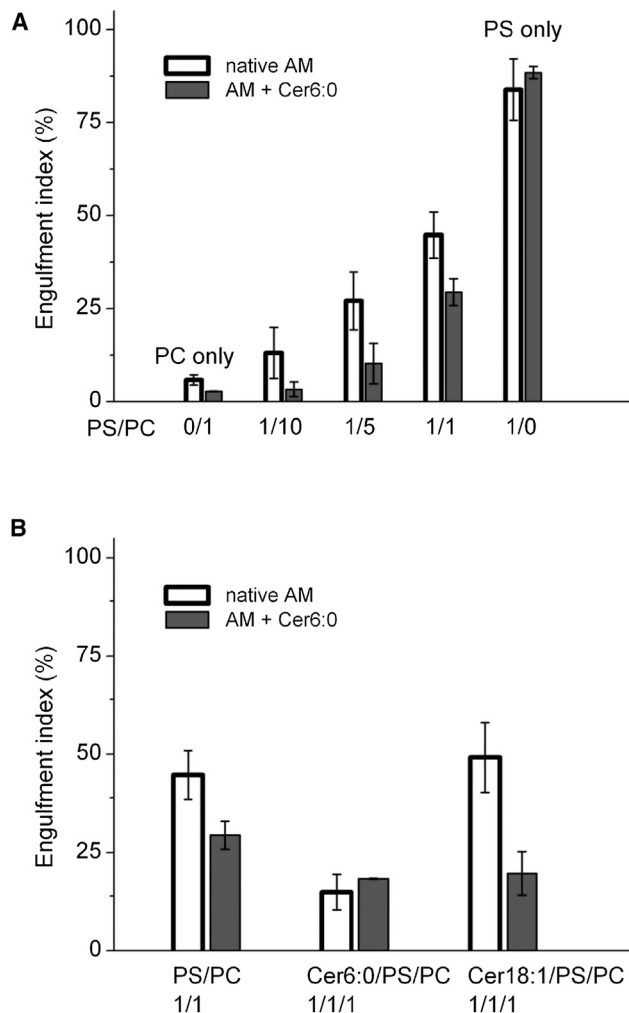 A
100
75
50
25
0
Engulfment index (%)
native AM
AM + Cer6:0
PC only
PS only
PS/PC 0/1 1/10 1/5 1/1 1/0
B
100
75
50
25
0
Engulfment index (%)
native AM
AM + Cer6:0
PS/PC Cer6:0/PS/PC Cer18:1/PS/PC
1/1 1/1/1 1/1/1